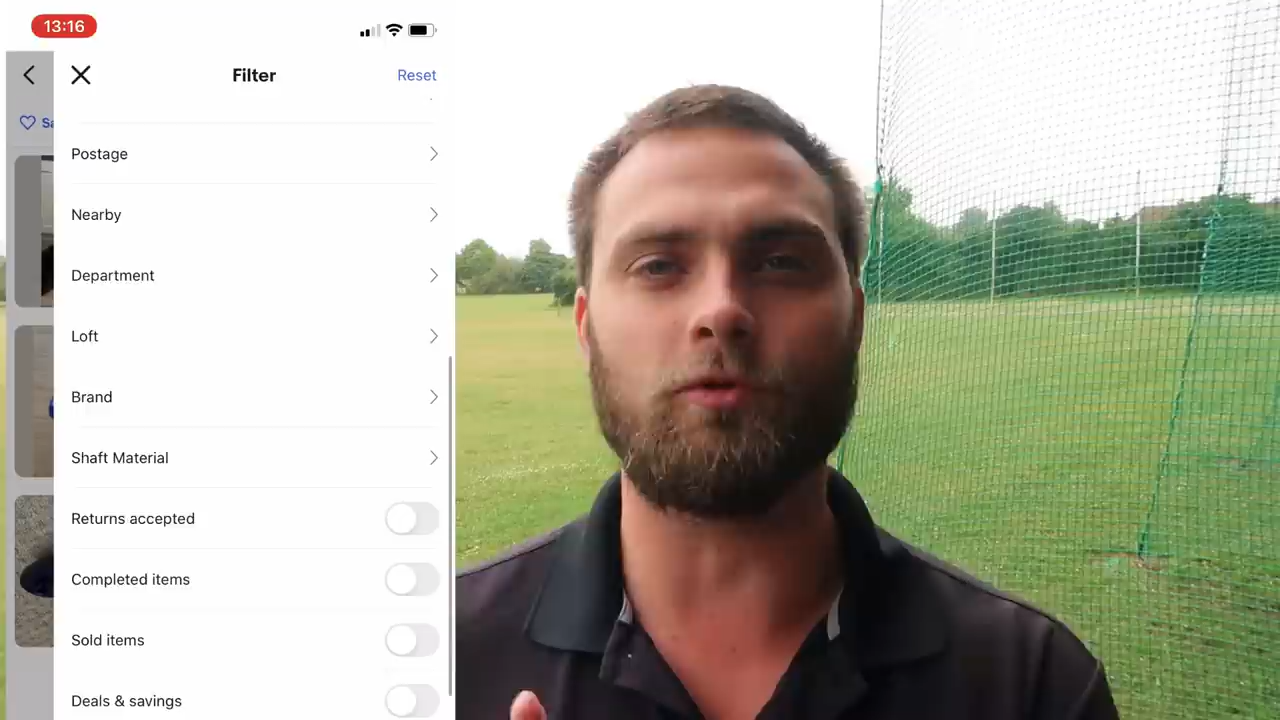 13:16
Filter
Reset
Sa
Postage
Nearby
Department
Loft
Brand
Shaft Material
Returns accepted
Completed items
Sold items
Deals & savings